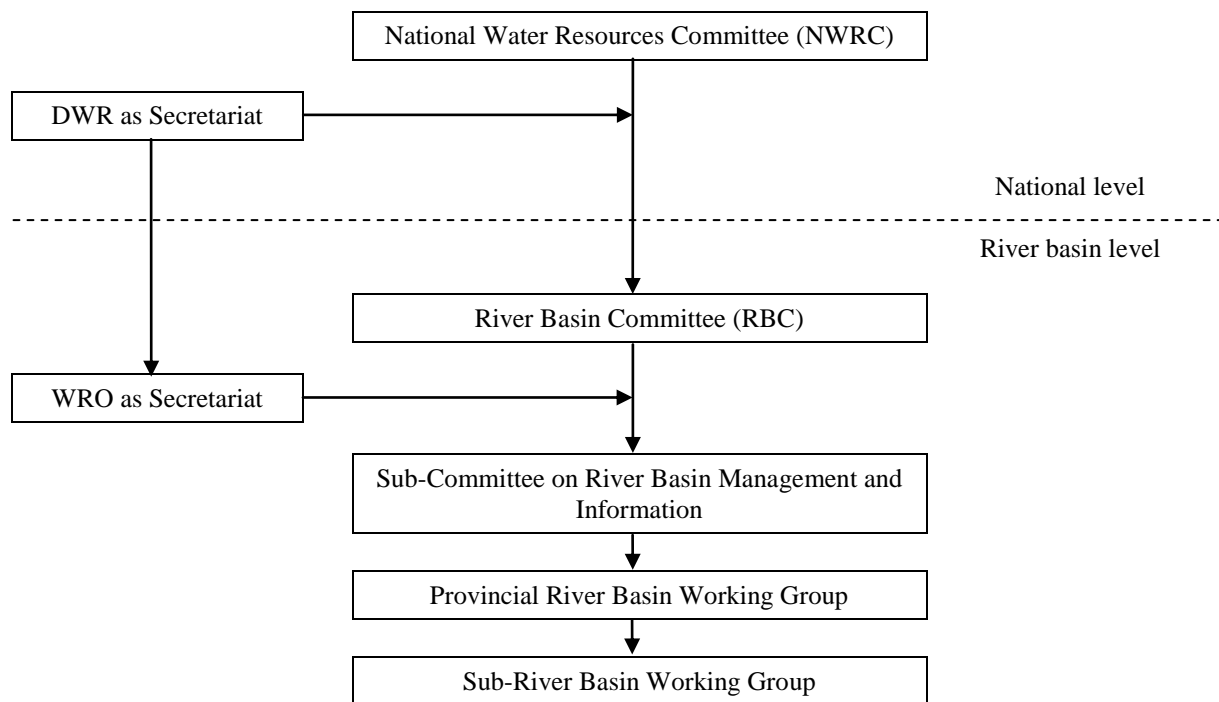 National Water Resources Committee (NWRC)
DWR as Secretariat
National level
River basin level
River Basin Committee (RBC)
WRO as Secretariat
Sub-Committee on River Basin Management and
Information
Provincial River Basin Working Group
Sub-River Basin Working Group